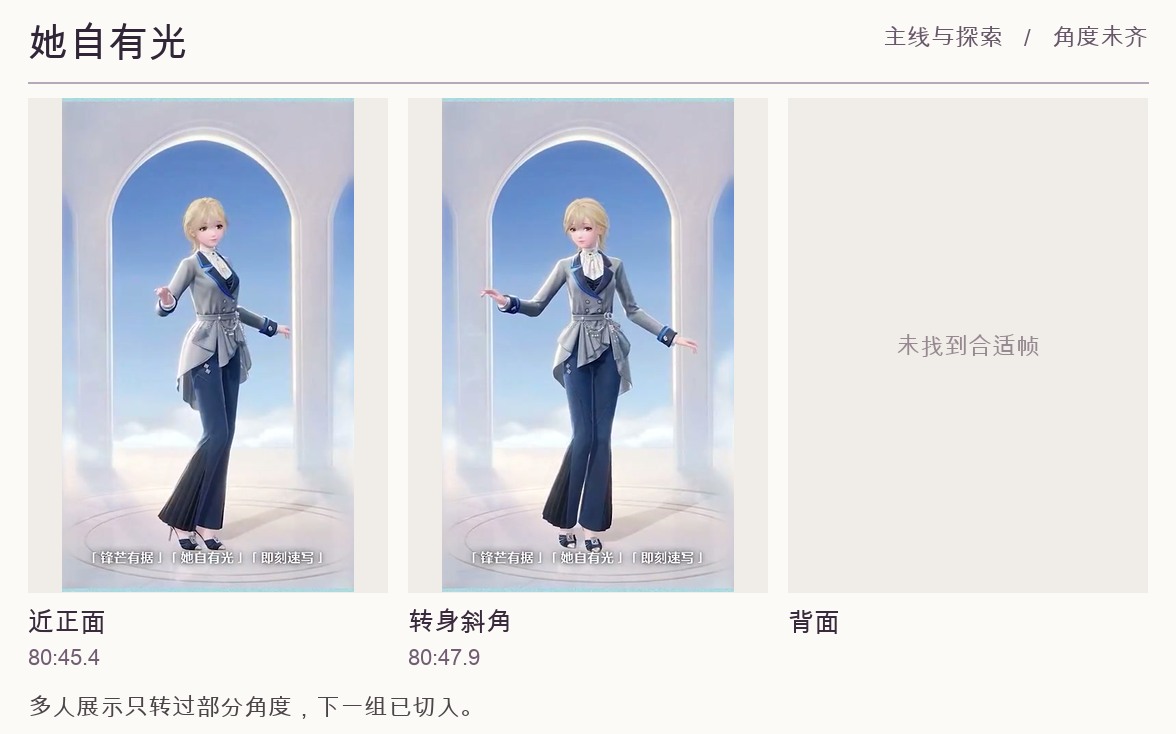 她自有光
主线与探索 / 角度未齐
「锋芒有据」「她自有光」「即刻速写」
「锋芒有据」「她自有光」「即刻速写」
未找到合适帧
近正面
80:45.4
转身斜角
80:47.9
背面
多人展示只转过部分角度，下一组已切入。